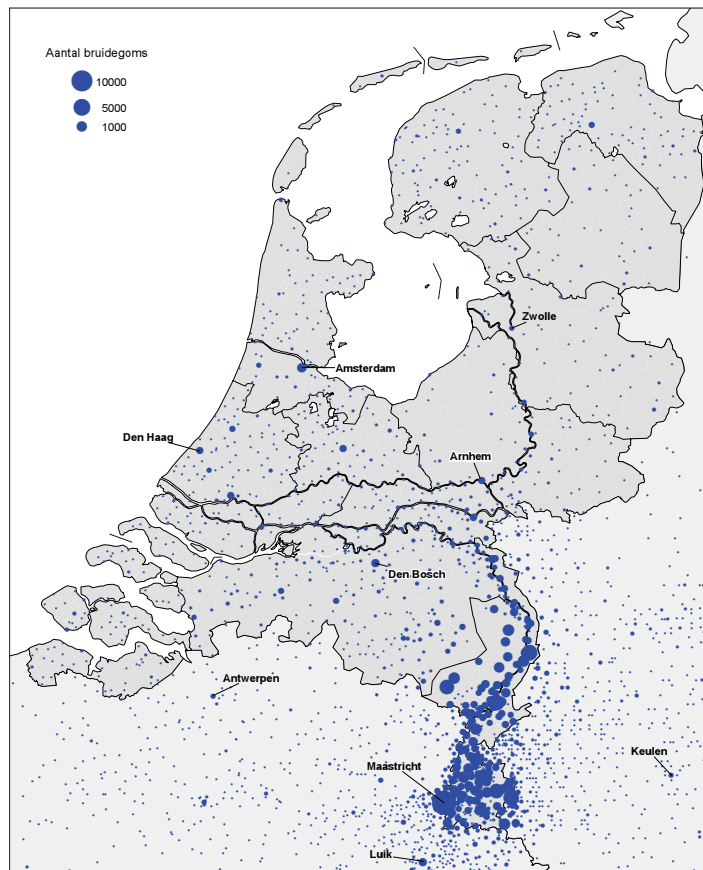 Aantal bruidegoms
10000
5000
1000
Zwolle
Amsterdam
Den Haag
Arnhem
Den Bosch
Antwerpen
Keulen
Maastricht
Luik